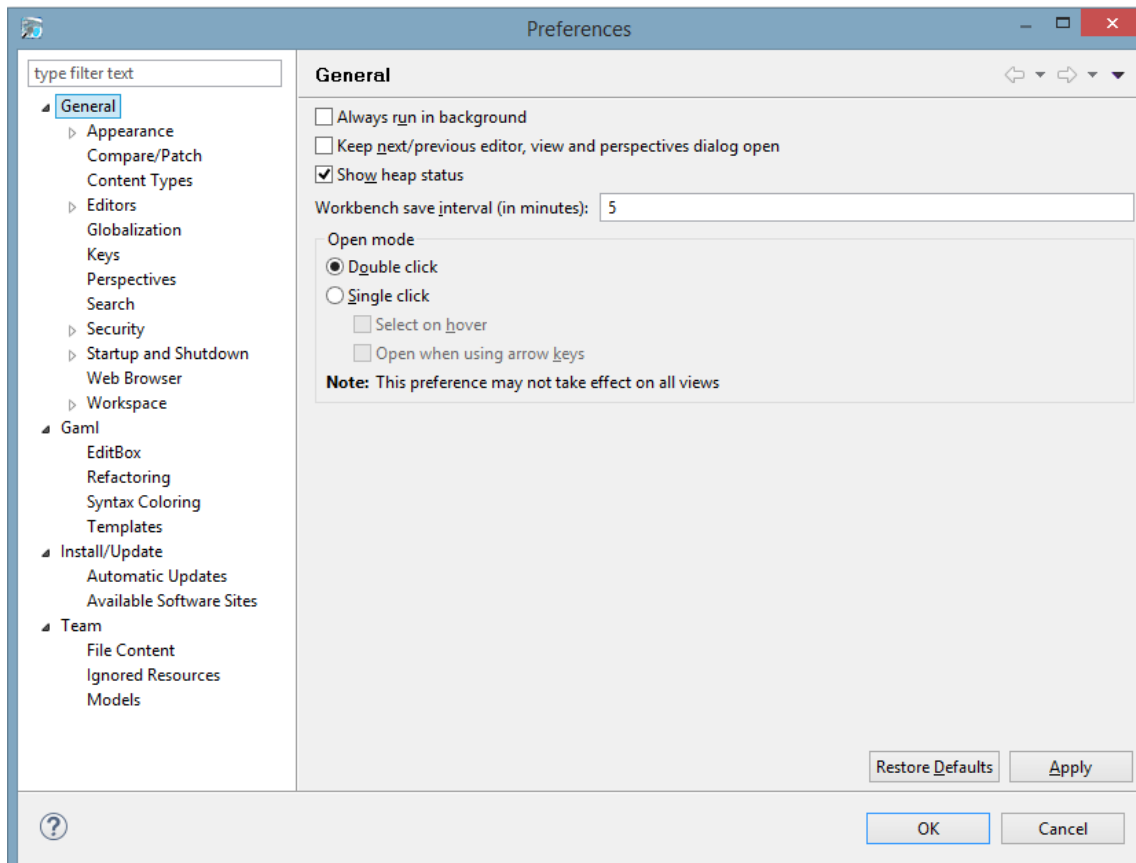 Preferences
type filter text
General
Appearance
Compare/Patch
Content Types
Editors
Globalization
Keys
Perspectives
Search
Security
Startup and Shutdown
Web Browser
Workspace
Gaml
EditBox
Refactoring
Syntax Coloring
Templates
Install/Update
Automatic Updates
Available Software Sites
Team
File Content
Ignored Resources
Models
General
Always run in background
Keep next/previous editor, view and perspectives dialog open
Show heap status
Workbench save interval (in minutes): 5
Open mode
Double click
Single click
Select on hover
Open when using arrow keys
Note: This preference may not take effect on all views
Restore Defaults Apply
? OK Cancel